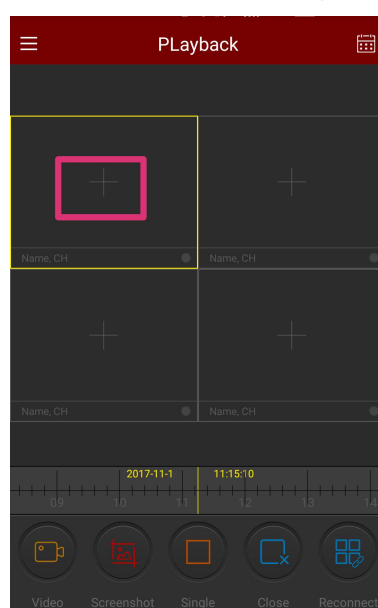 PLayback
Name, CH
Name, CH
Name, CH
Name, CH
2017-11-1 11:15:10
09 10 11 12 13 14
Video Screenshot Single Close Reconnect